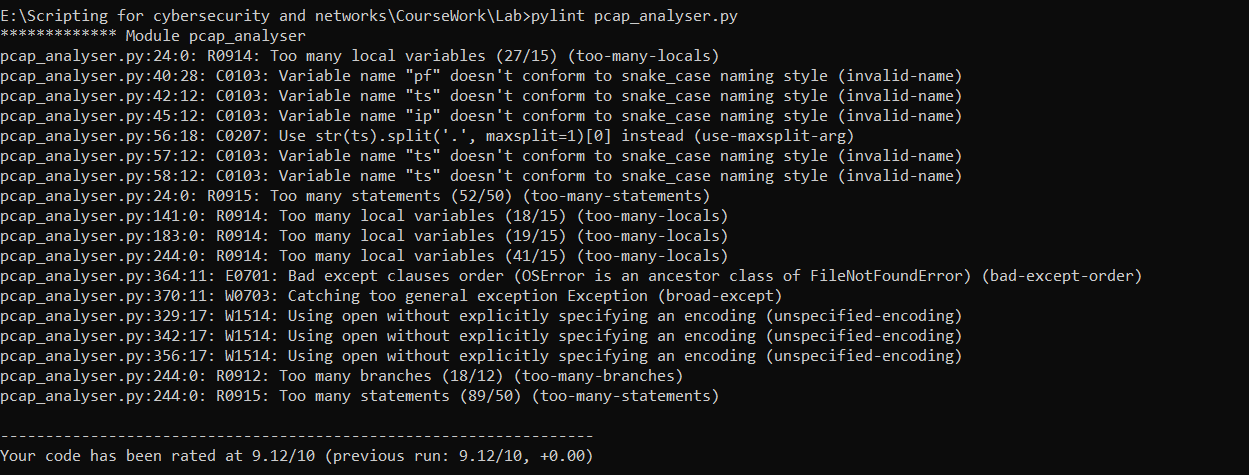 E:\Scripting for cybersecurity and networks\CourseWork\Lab>pylint pcap_analyser.py
************* Module pcap_analyser
pcap_analyser.py:24:0: R0914: Too many local variables (27/15) (too-many-locals)
pcap_analyser.py:40:28: C0103: Variable name "pf" doesn't conform to snake_case naming style (invalid-name)
pcap_analyser.py:42:12: C0103: Variable name "ts" doesn't conform to snake_case naming style (invalid-name)
pcap_analyser.py:45:12: C0103: Variable name "ip" doesn't conform to snake_case naming style (invalid-name)
pcap_analyser.py:56:18: C0207: Use str(ts).split('.', maxsplit=1)[0] instead (use-maxsplit-arg)
pcap_analyser.py:57:12: C0103: Variable name "ts" doesn't conform to snake_case naming style (invalid-name)
pcap_analyser.py:58:12: C0103: Variable name "ts" doesn't conform to snake_case naming style (invalid-name)
pcap_analyser.py:24:0: R0915: Too many statements (52/50) (too-many-statements)
pcap_analyser.py:141:0: R0914: Too many local variables (18/15) (too-many-locals)
pcap_analyser.py:183:0: R0914: Too many local variables (19/15) (too-many-locals)
pcap_analyser.py:244:0: R0914: Too many local variables (41/15) (too-many-locals)
pcap_analyser.py:364:11: E0701: Bad except clauses order (OSError is an ancestor class of FileNotFoundError) (bad-except-order)
pcap_analyser.py:370:11: W0703: Catching too general exception Exception (broad-except)
pcap_analyser.py:329:17: W1514: Using open without explicitly specifying an encoding (unspecified-encoding)
pcap_analyser.py:342:17: W1514: Using open without explicitly specifying an encoding (unspecified-encoding)
pcap_analyser.py:356:17: W1514: Using open without explicitly specifying an encoding (unspecified-encoding)
pcap_analyser.py:244:0: R0912: Too many branches (18/12) (too-many-branches)
pcap_analyser.py:244:0: R0915: Too many statements (89/50) (too-many-statements)
------------------------------------------------------------------
Your code has been rated at 9.12/10 (previous run: 9.12/10, +0.00)